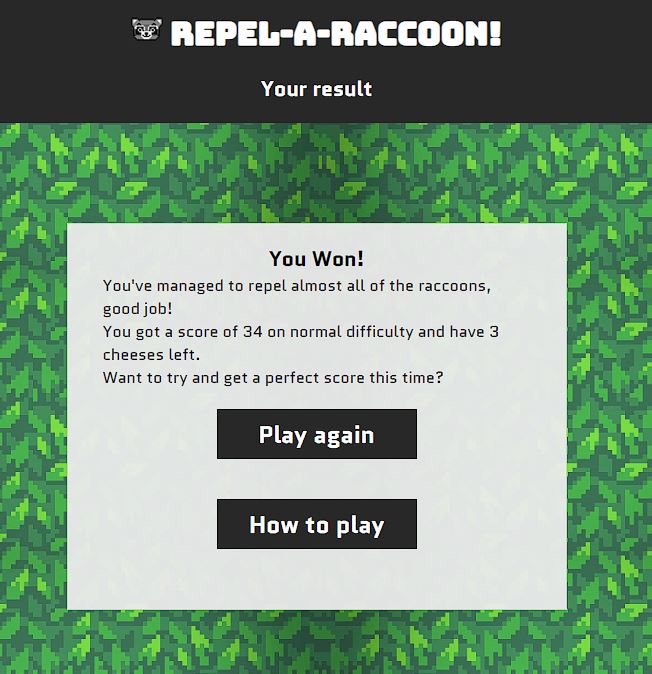 REPEL-A-RACCOON!
Your result
You Won!
You've managed to repel almost all of the raccoons,
good job!
You got a score of 34 on normal difficulty and have 3
cheeses left.
Want to try and get a perfect score this time?
Play again
How to play